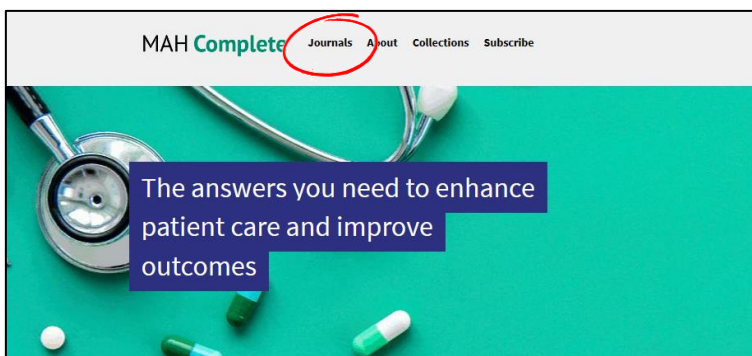 MAH Complete Journals About Collections Subscribe
The answers you need to enhance
patient care and improve
outcomes